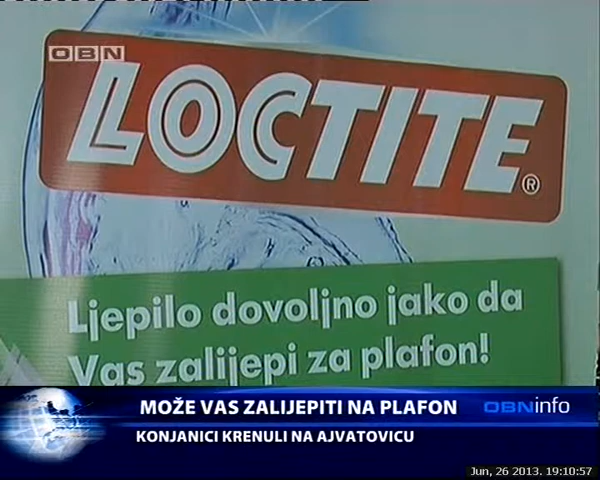 OBN
LOCTITE®
Ljepilo dovoljno jako da
Vas zalijepi za plafon!
MOŽE VAS ZALIJEPITI NA PLAFON
OBNinfo
KONJANICI KRENULI NA AJVATOVICU
Jun, 26 2013. 19:10:57